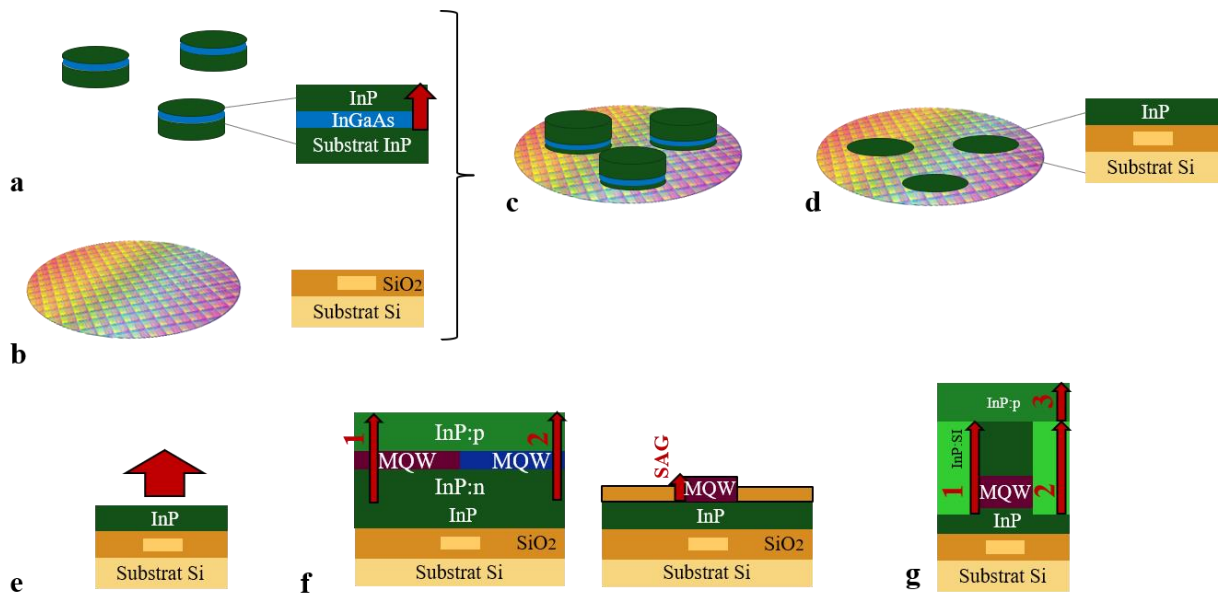 InP
InGaAs
Substrat InP
a
SiO2
Substrat Si
b
c
InP
Substrat Si
d
InP
Substrat Si
e
1
InP:p
2
MQW
MQW
InP:n
InP
SiO2
Substrat Si
f
SAG
MQW
InP
SiO2
Substrat Si
InP:p
3
InP:SI
1
MQW
2
InP
Substrat Si
g